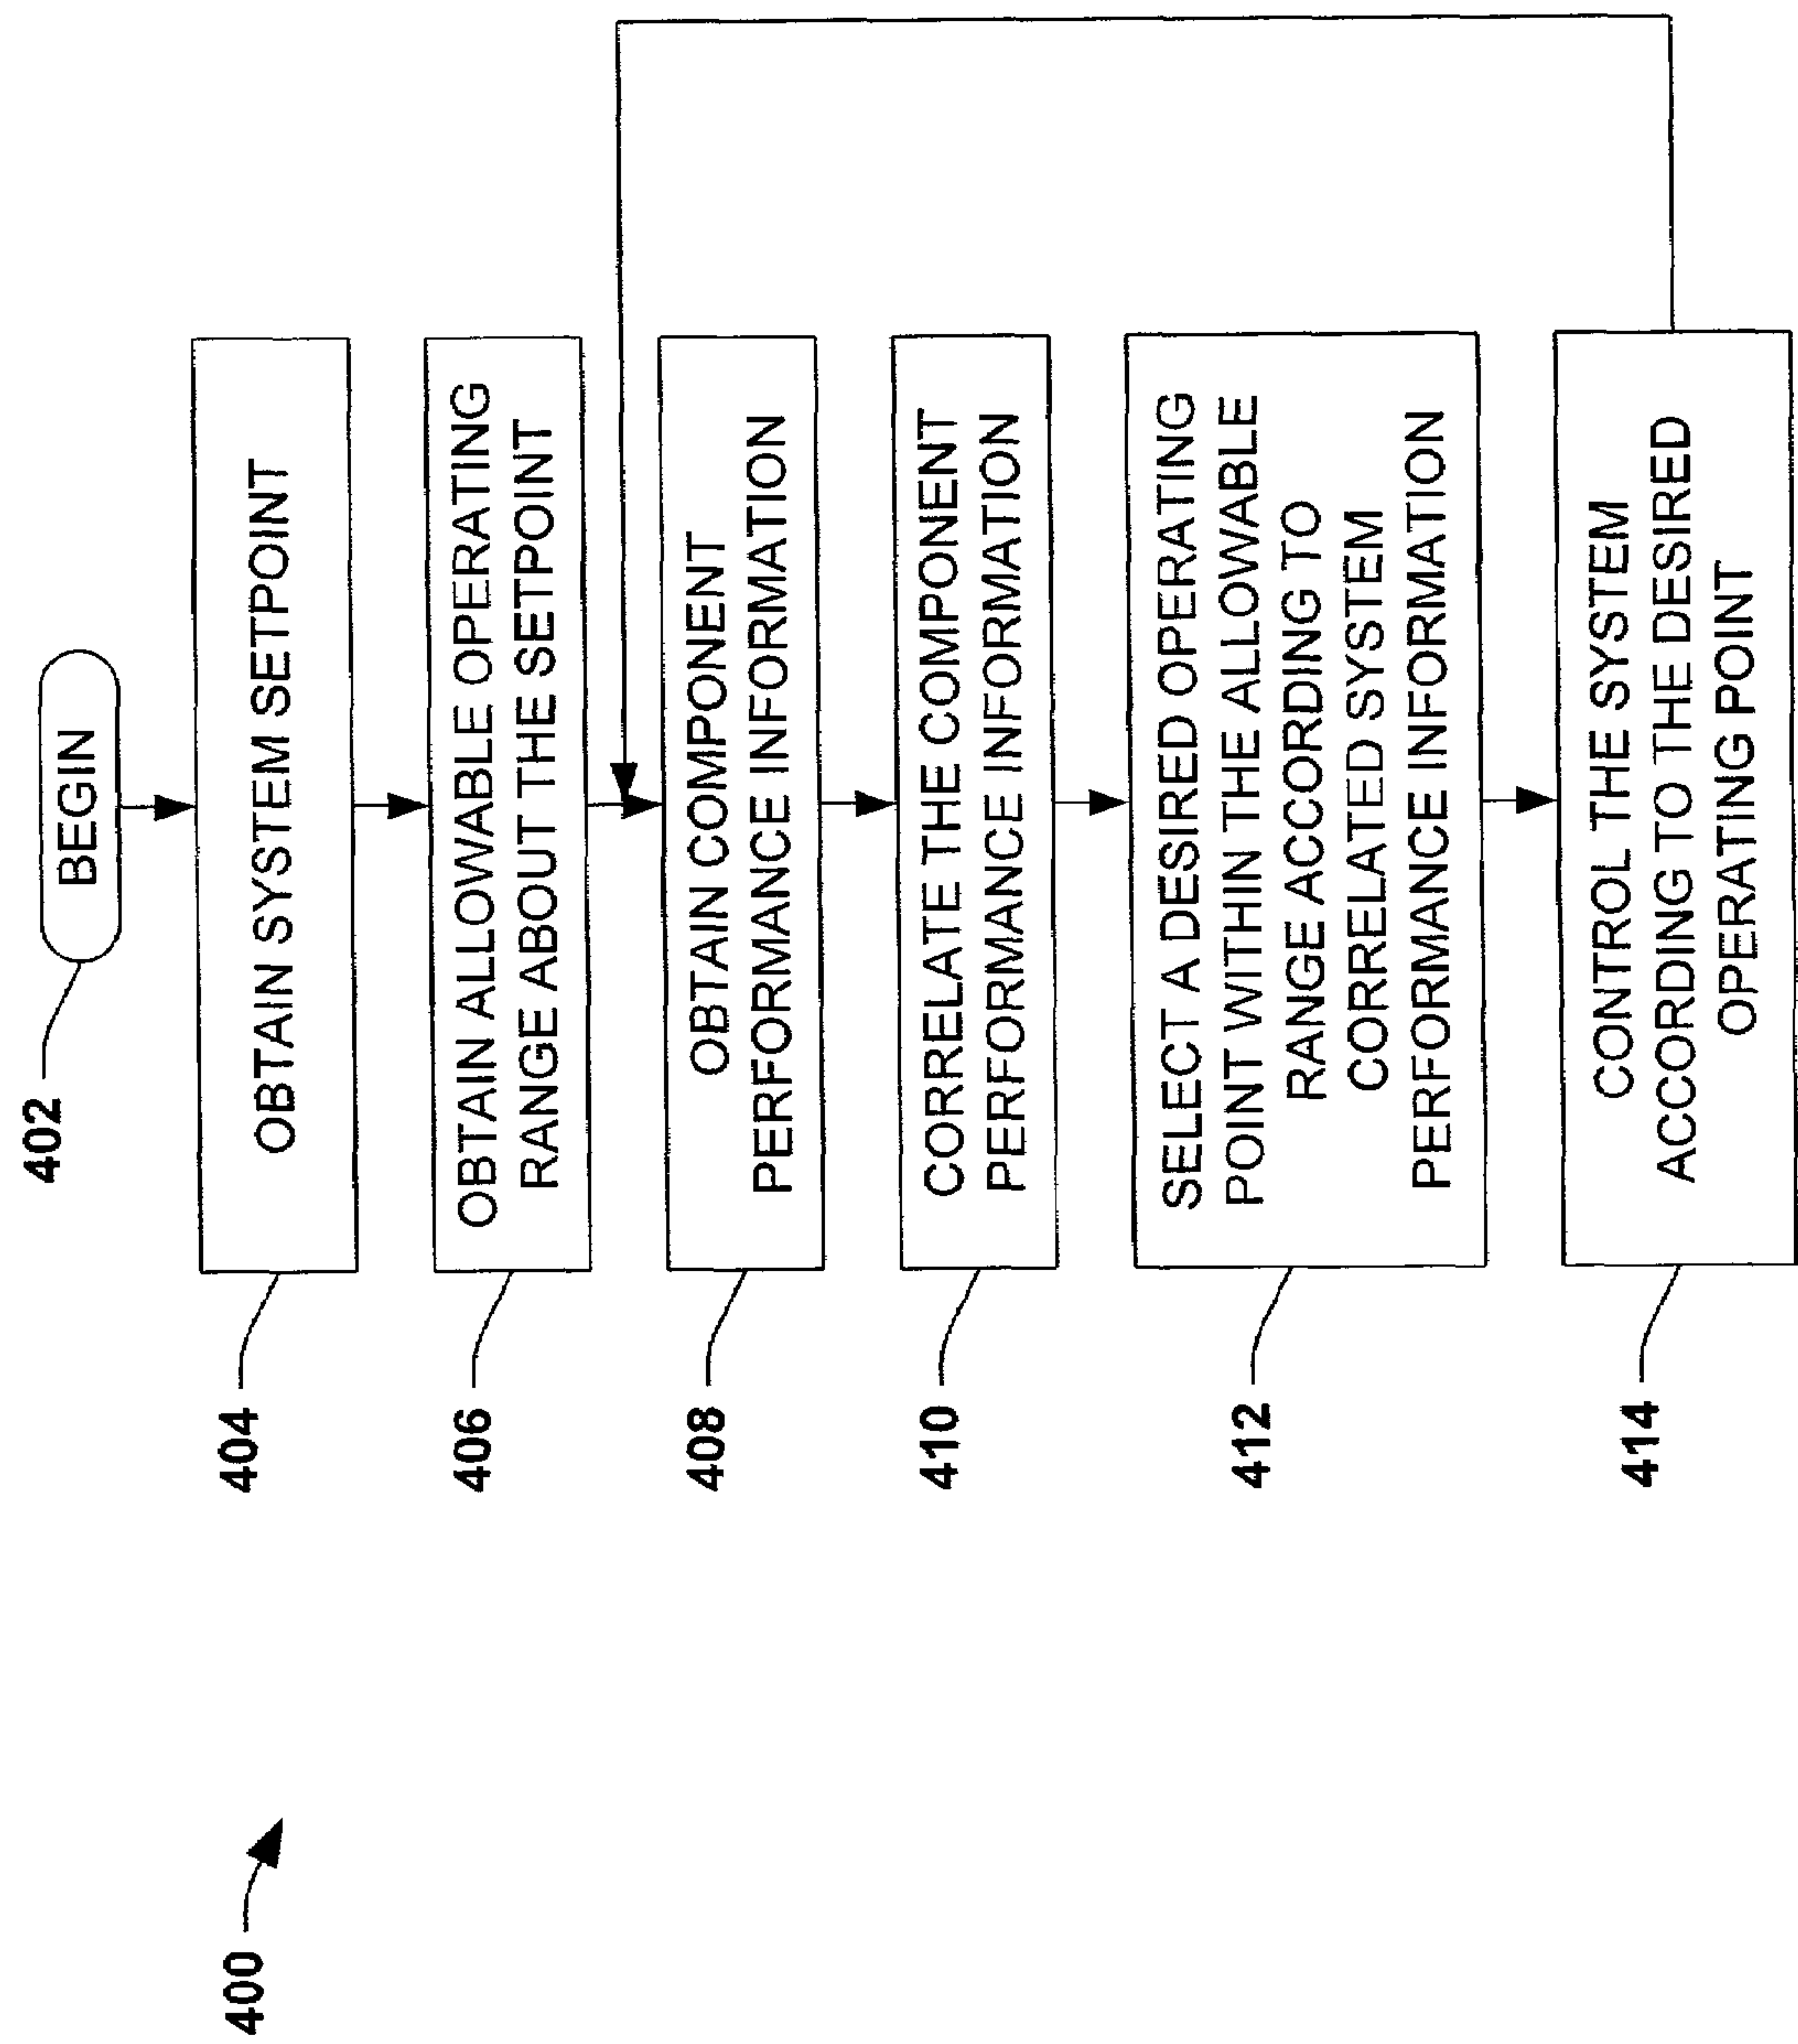 400
402
BEGIN
404
OBTAIN SYSTEM SETPOINT
406
OBTAIN ALLOWABLE OPERATING
RANGE ABOUT THE SETPOINT
408
OBTAIN COMPONENT
PERFORMANCE INFORMATION
410
CORRELATE THE COMPONENT
PERFORMANCE INFORMATION
412
SELECT A DESIRED OPERATING
POINT WITHIN THE ALLOWABLE
RANGE ACCORDING TO
CORRELATED SYSTEM
PERFORMANCE INFORMATION
414
CONTROL THE SYSTEM
ACCORDING TO THE DESIRED
OPERATING POINT